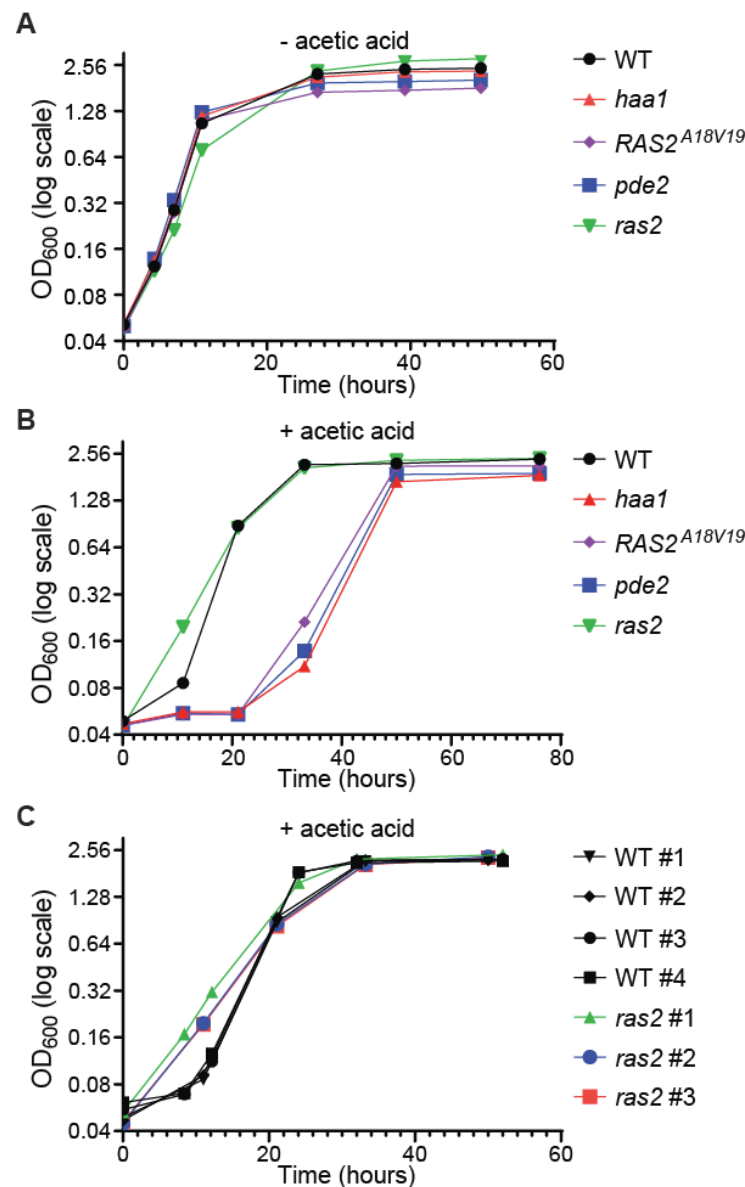 A
- acetic acid
OD600 (log scale)
2.56
1.28
0.64
0.32
0.16
0.08
0.04
0 20 40 60
Time (hours)
WT
haa1
RAS2A18V19
pde2
ras2
B
+ acetic acid
OD600 (log scale)
2.56
1.28
0.64
0.32
0.16
0.08
0.04
0 20 40 60 80
Time (hours)
WT
haa1
RAS2A18V19
pde2
ras2
C
+ acetic acid
OD600 (log scale)
2.56
1.28
0.64
0.32
0.16
0.08
0.04
0 20 40 60
Time (hours)
WT #1
WT #2
WT #3
WT #4
ras2 #1
ras2 #2
ras2 #3